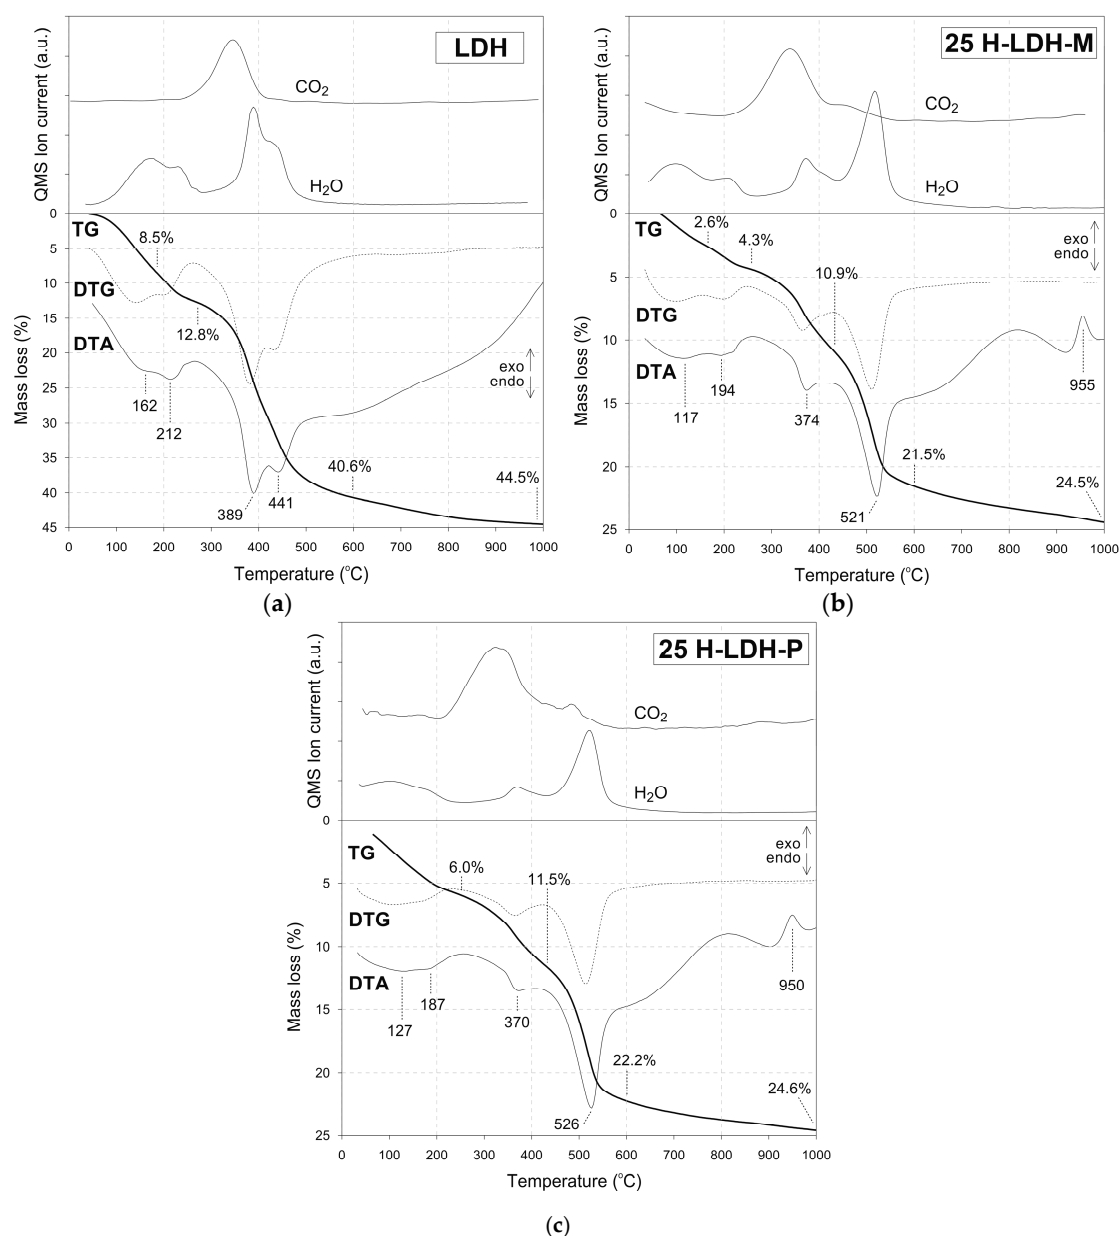 QMS Ion current (a.u.)
LDH
CO2
H2O
0
TG
8.5%
5
DTG
10
12.8%
DTA
15
Mass loss (%)
20
exo
endo
162
212
25
30
35
40.6%
44.5%
40
389
441
45
0 100 200 300 400 500 600 700 800 900 1000
Temperature (°C)
(a)
QMS Ion current (a.u.)
25 H-LDH-M
CO2
H2O
0
TG
2.6%
4.3%
exo
endo
5
10.9%
DTG
DTA
10
Mass loss (%)
117
194
374
955
15
20
21.5%
24.5%
521
25
0 100 200 300 400 500 600 700 800 900 1000
Temperature (°C)
(b)
QMS Ion current (a.u.)
25 H-LDH-P
CO2
H2O
0
TG
exo
endo
6.0%
11.5%
5
DTG
10
DTA
Mass loss (%)
127
187
370
950
15
20
22.2%
24.6%
526
25
0 100 200 300 400 500 600 700 800 900 1000
Temperature (°C)
(c)